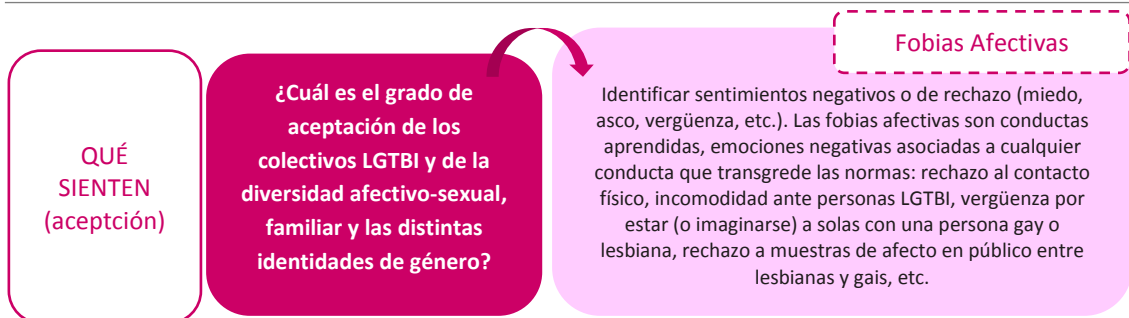 QUÉ
SIENTEN
(aceptción)
¿Cuál es el grado de
aceptación de los
colectivos LGTBI y de la
diversidad afectivo-sexual,
familiar y las distintas
identidades de género?
Fobias Afectivas
Identificar sentimientos negativos o de rechazo (miedo,
asco, vergüenza, etc.). Las fobias afectivas son conductas
aprendidas, emociones negativas asociadas a cualquier
conducta que transgrede las normas: rechazo al contacto
físico, incomodidad ante personas LGTBI, vergüenza por
estar (o imaginarse) a solas con una persona gay o
lesbiana, rechazo a muestras de afecto en público entre
lesbianas y gais, etc.